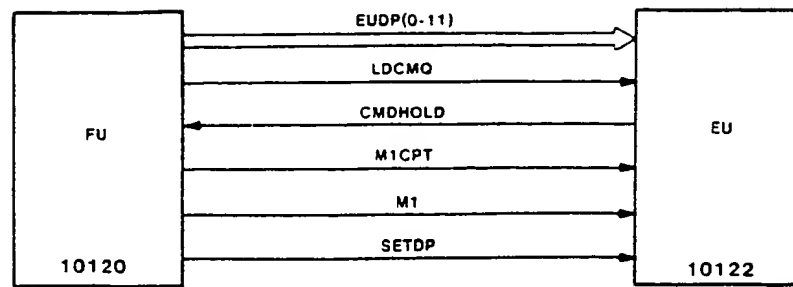 EUDP(0-11)
LDCMQ
CMDHOLD
FU
EU
M1CPT
M1
SETDP
10120
10122